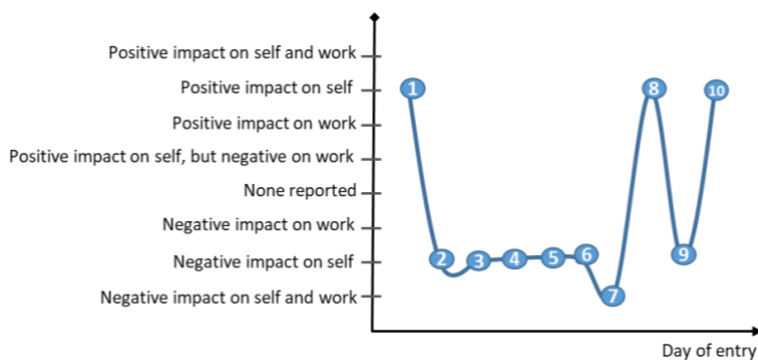 Positive impact on self and work
Positive impact on self
Positive impact on work
Positive impact on self, but negative on work
None reported
Negative impact on work
Negative impact on self
Negative impact on self and work
1
2
3
4
5
6
7
8
9
10
Day of entry